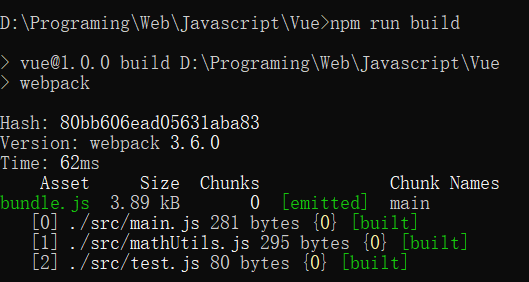 D:\Programing\Web\Javascript\Vue>npm run build
> vue@1.0.0 build D:\Programing\Web\Javascript\Vue
> webpack
Hash: 80bb606ead05631aba83
Version: webpack 3.6.0
Time: 62ms
Asset Size Chunks Chunk Names
bundle.js 3.89 kB 0 [emitted] main
[0] ./src/main.js 281 bytes {0} [built]
[1] ./src/mathUtils.js 295 bytes {0} [built]
[2] ./src/test.js 80 bytes {0} [built]